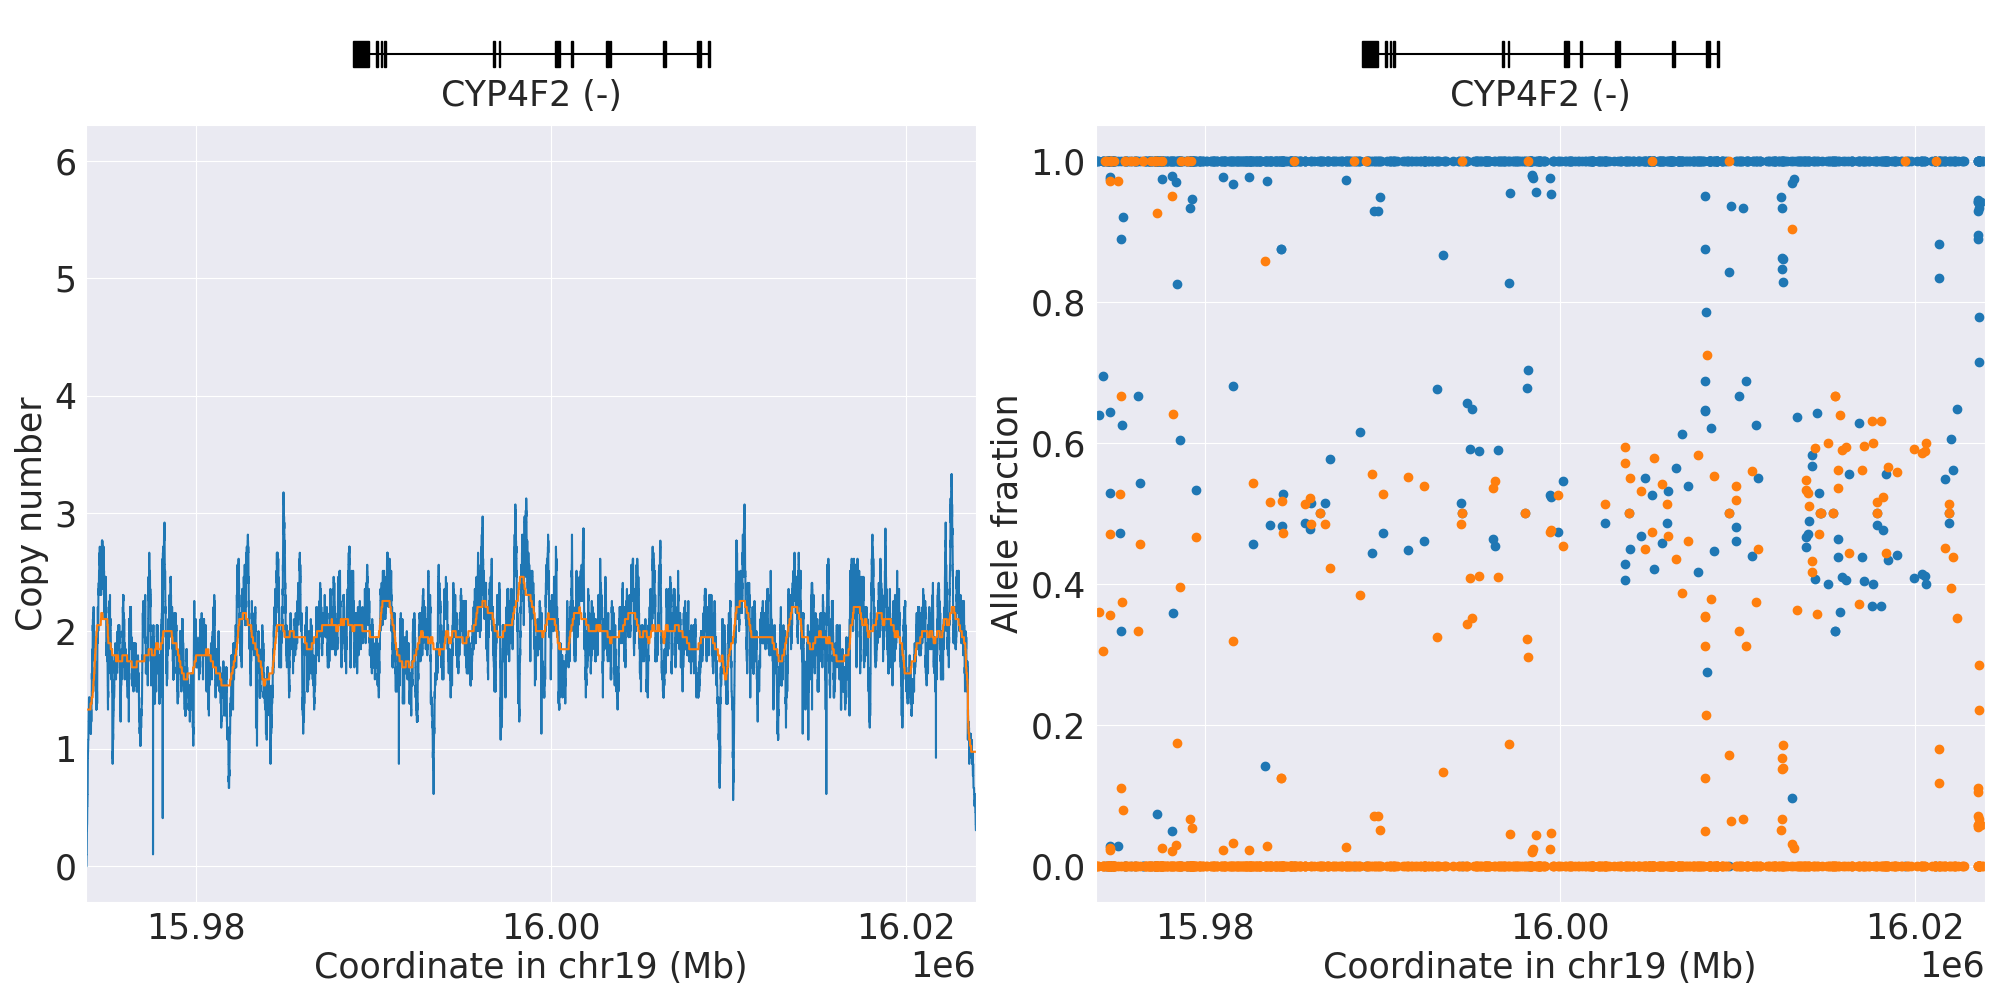 CYP4F2 (-)
CYP4F2 (-)
Copy number
6
5
4
3
2
1
0
15.98
16.00
16.02
Coordinate in chr19 (Mb)
1e6
Allele fraction
1.0
0.8
0.6
0.4
0.2
0.0
15.98
16.00
16.02
Coordinate in chr19 (Mb)
1e6